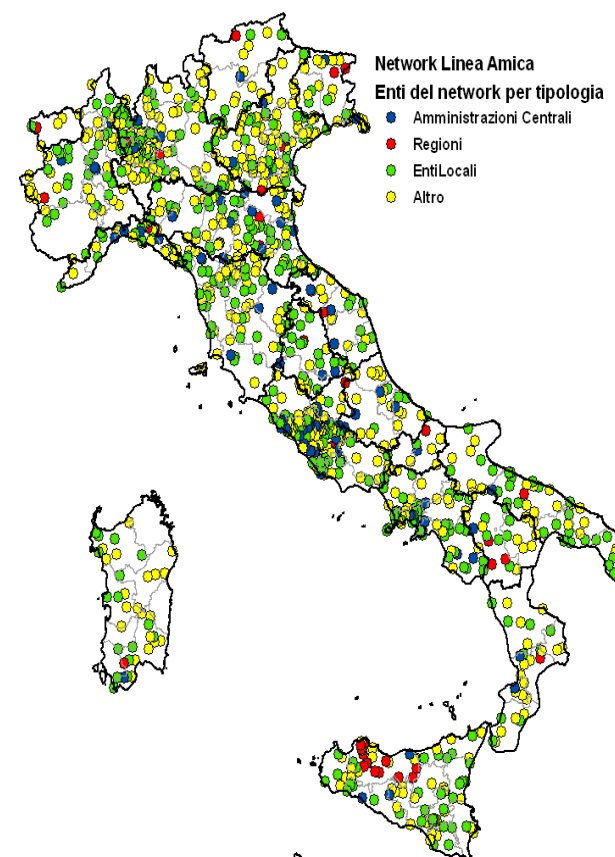 Network Linea Amica
Enti del network per tipologia
Amministrazioni Centrali
Regioni
EntiLocali
Altro